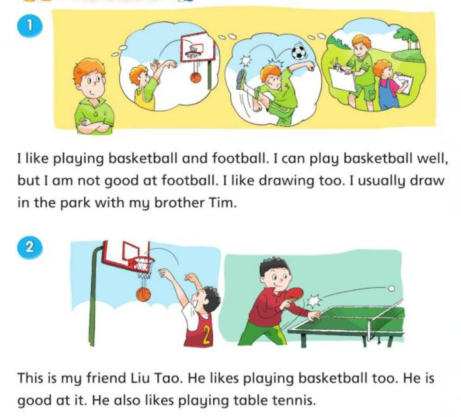 1
I like playing basketball and football. I can play basketball well,
but I am not good at football. I like drawing too. I usually draw
in the park with my brother Tim.
2
2
This is my friend Liu Tao. He likes playing basketball too. He is
good at it. He also likes playing table tennis.